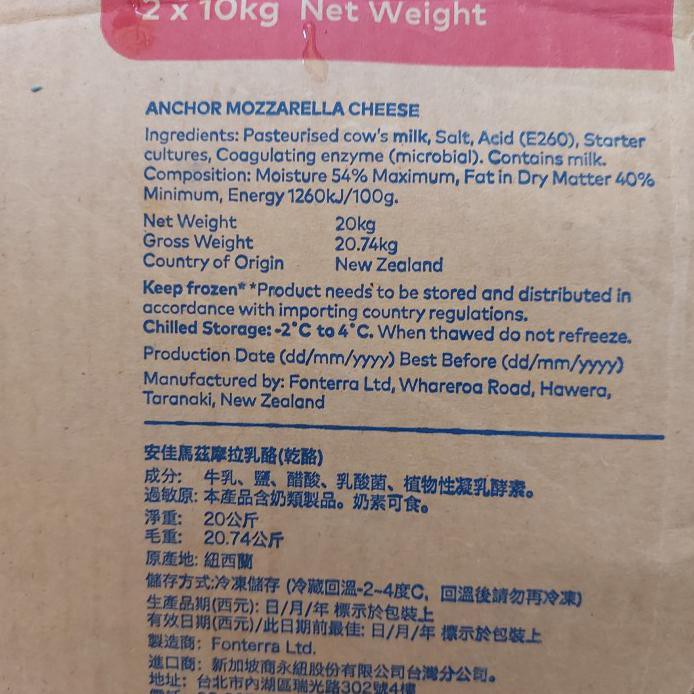 2 x 10kg Net Weight
ANCHOR MOZZARELLA CHEESE
Ingredients: Pasteurised cow's milk, Salt, Acid (E260), Starter
cultures, Coagulating enzyme (microbial). Contains milk.
Composition: Moisture 54% Maximum, Fat in Dry Matter 40%
Minimum, Energy 1260kJ/100g.
Net Weight 20kg
Gross Weight 20.74kg
Country of Origin New Zealand
Keep frozen* *Product needs to be stored and distributed in
accordance with importing country regulations.
Chilled Storage: -2°C to 4°C. When thawed do not refreeze.
Production Date (dd/mm/yyyy) Best Before (dd/mm/yyyy)
Manufactured by: Fonterra Ltd, Whareroa Road, Hawera,
Taranaki, New Zealand
安佳馬茲摩拉乳酪(乾酪)
成分: 牛乳、鹽、醋酸、乳酸菌、植物性凝乳酵素。
過敏原: 本產品含奶類製品。奶素可食。
淨重: 20公斤
毛重: 20.74公斤
原產地: 紐西蘭
儲存方式:冷凍儲存 (冷藏回溫-2~4度C, 回溫後請勿再冷凍)
生產品期(西元): 日/月/年 標示於包裝上
有效日期(西元)/此日期前最佳: 日/月/年 標示於包裝上
製造商: Fonterra Ltd.
進口商: 新加坡商永紐股份有限公司台灣分公司。
地址: 台北市內湖區瑞光路302號4樓